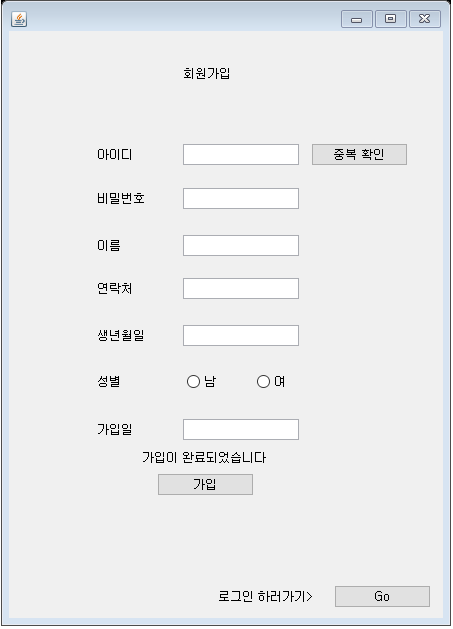 회원가입
아이디 중복 확인
비밀번호
이름
연락처
생년월일
성별 남 여
가입일
가입이 완료되었습니다
가입
로그인 하러가기> Go